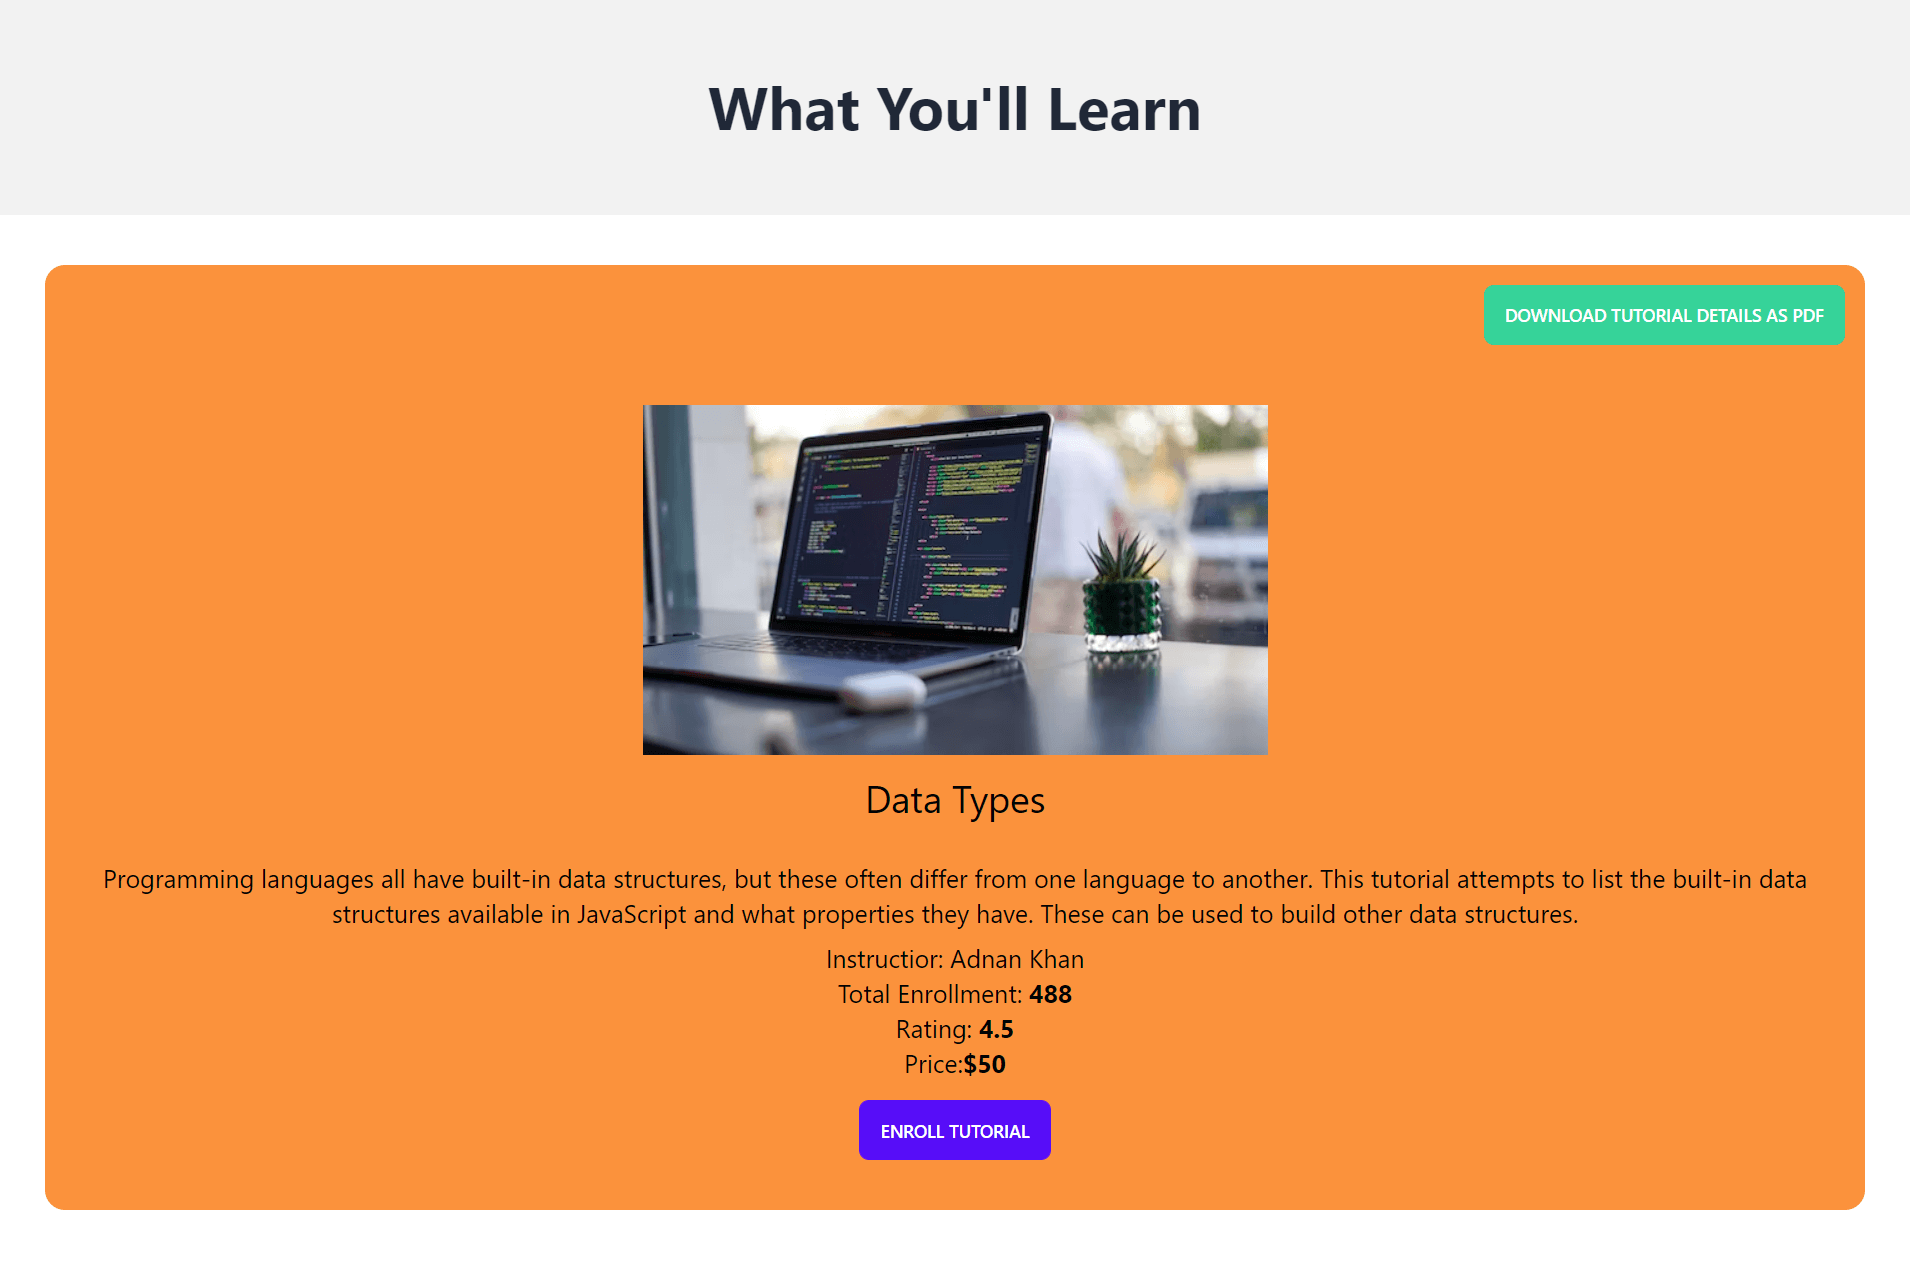 What You'll Learn
DOWNLOAD TUTORIAL DETAILS AS PDF
Data Types
Programming languages all have built-in data structures, but these often differ from one language to another. This tutorial attempts to list the built-in data
structures available in JavaScript and what properties they have. These can be used to build other data structures.
Instructior: Adnan Khan
Total Enrollment: 488
Rating: 4.5
Price:$50
ENROLL TUTORIAL